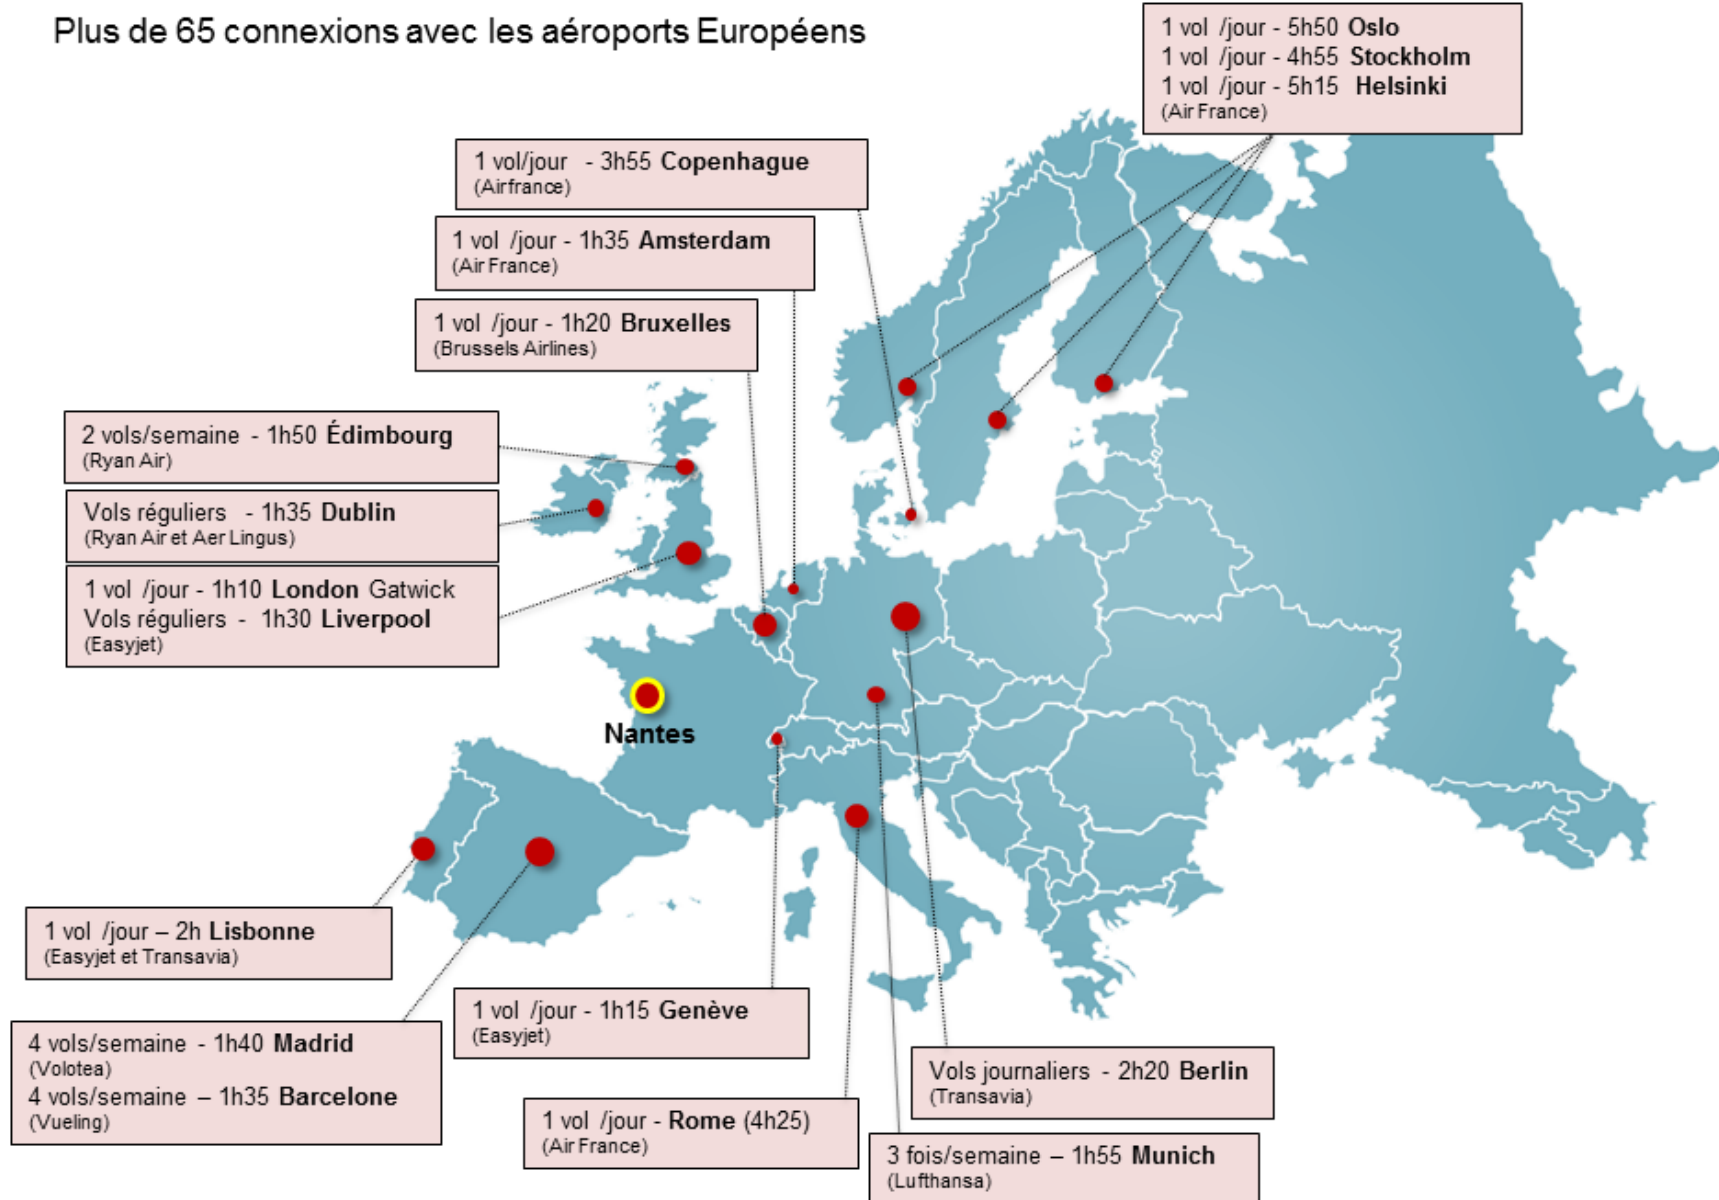 Plus de 65 connexions avec les aéroports Européens
1 vol /jour - 5h50 Oslo
1 vol /jour - 4h55 Stockholm
1 vol /jour - 5h15 Helsinki
(Air France)
1 vol/jour - 3h55 Copenhague
(Airfrance)
1 vol /jour - 1h35 Amsterdam
(Air France)
1 vol /jour - 1h20 Bruxelles
(Brussels Airlines)
2 vols/semaine - 1h50 Édimbourg
(Ryan Air)
Vols réguliers - 1h35 Dublin
(Ryan Air et Aer Lingus)
1 vol /jour - 1h10 London Gatwick
Vols réguliers - 1h30 Liverpool
(Easyjet)
Nantes
1 vol /jour – 2h Lisbonne
(Easyjet et Transavia)
4 vols/semaine - 1h40 Madrid
(Volotea)
4 vols/semaine – 1h35 Barcelone
(Vueling)
1 vol /jour - 1h15 Genève
(Easyjet)
1 vol /jour - Rome (4h25)
(Air France)
Vols journaliers - 2h20 Berlin
(Transavia)
3 fois/semaine – 1h55 Munich
(Lufthansa)